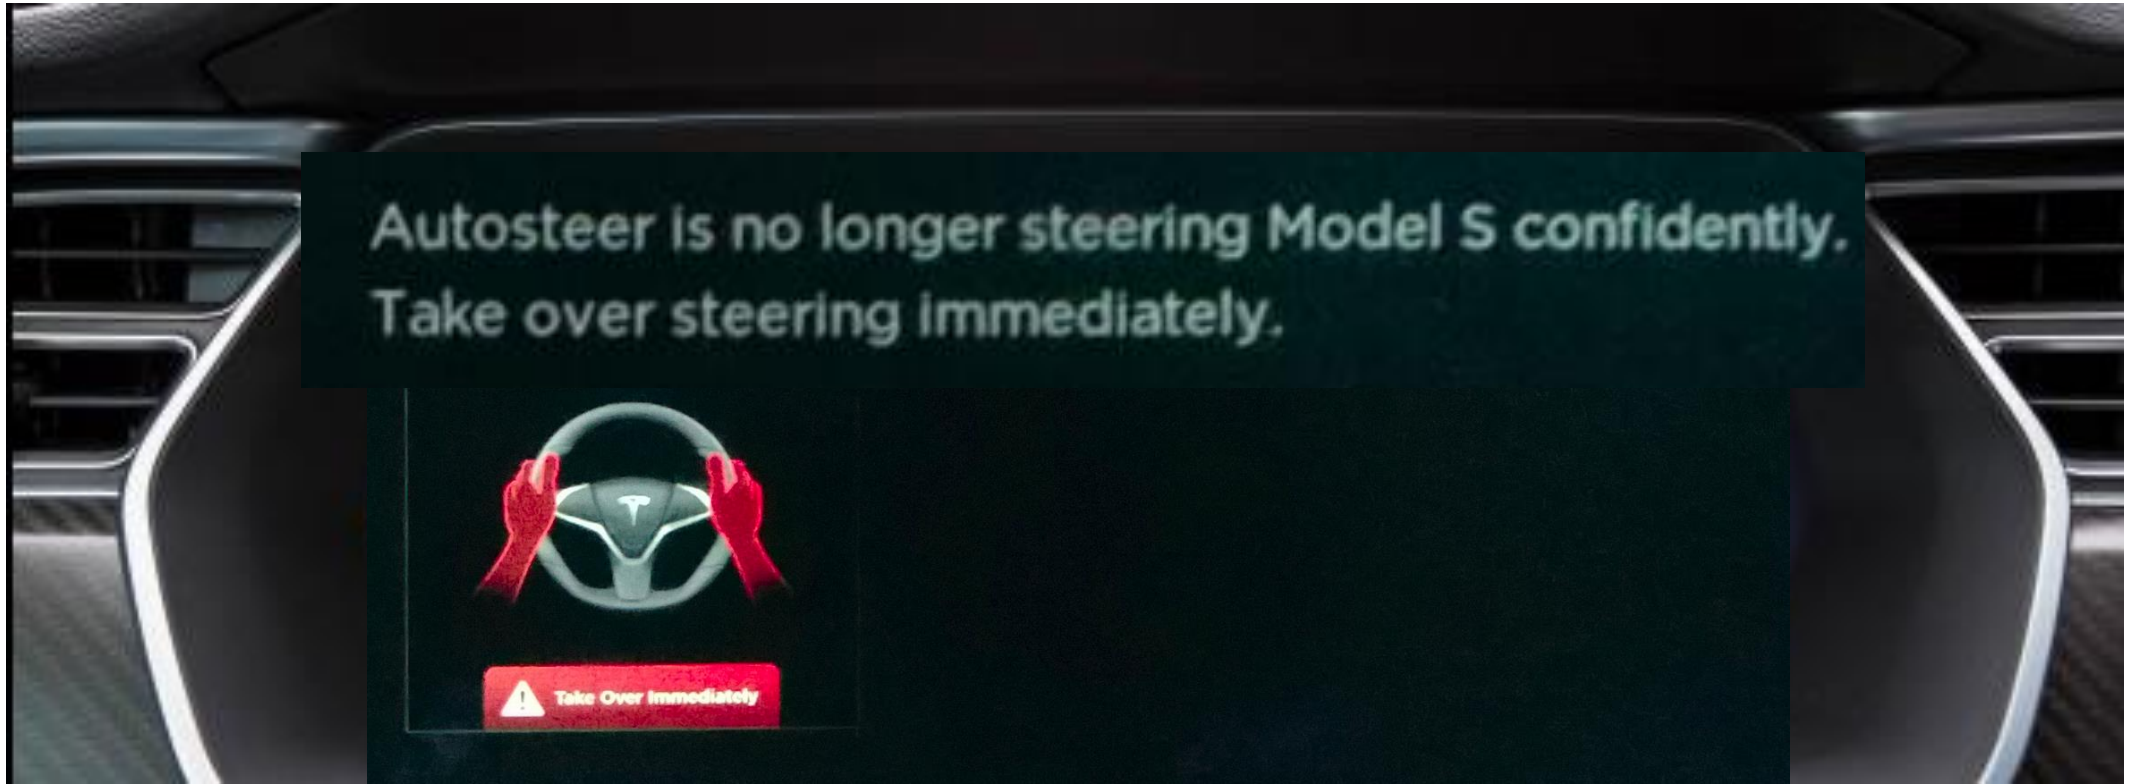 Autosteer is no longer steering Model S confidently.
Take over steering immediately.
Take Over Immediately